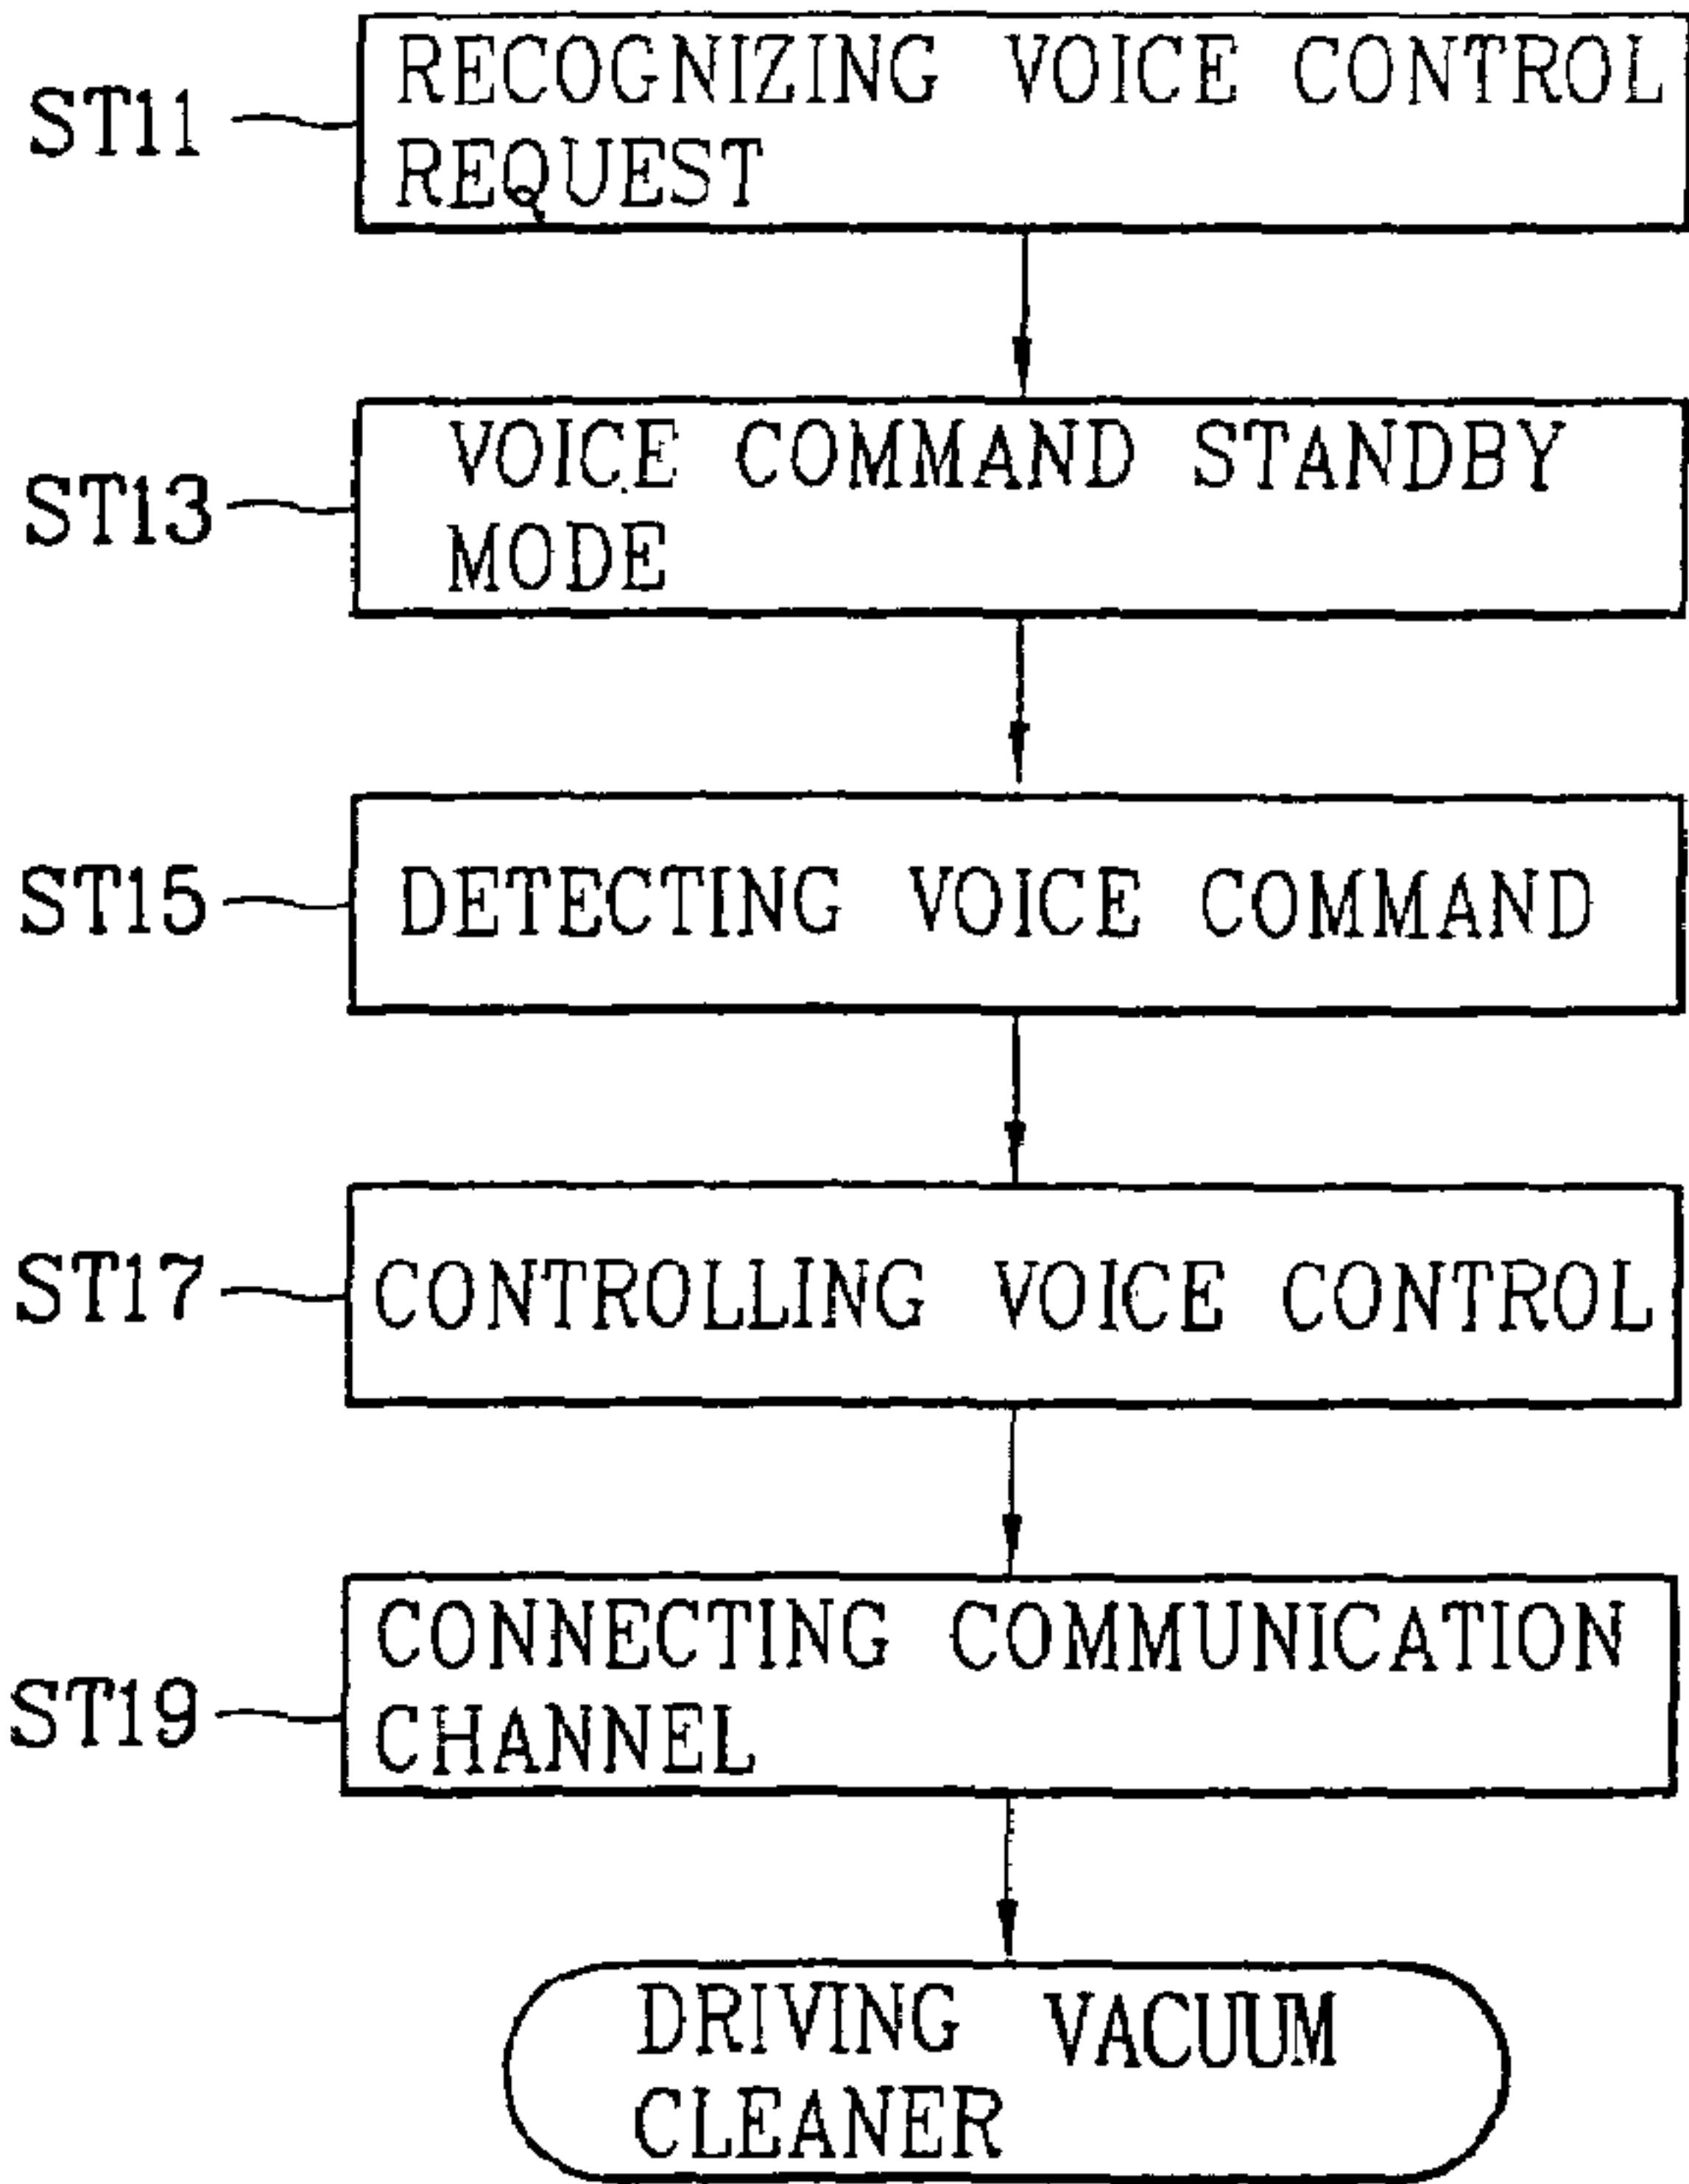 ST11
RECOGNIZING VOICE CONTROL
REQUEST
ST13
VOICE COMMAND STANDBY
MODE
ST15
DETECTING VOICE COMMAND
ST17
CONTROLLING VOICE CONTROL
ST19
CONNECTING COMMUNICATION
CHANNEL
DRIVING VACUUM
CLEANER